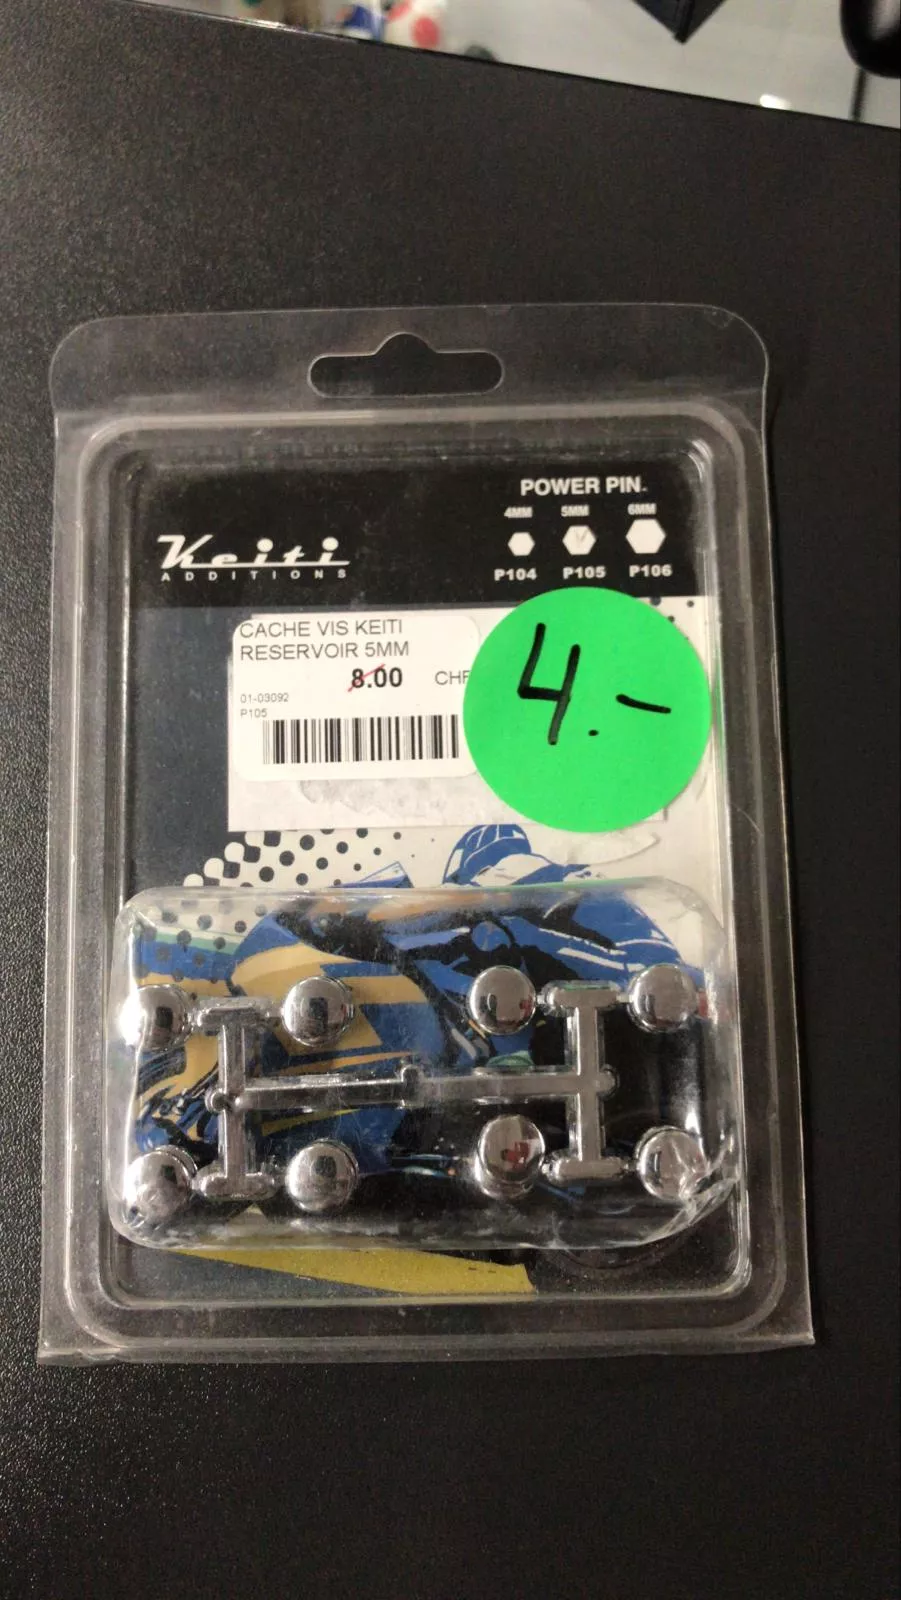 POWER PIN.
4MM 5MM 6MM
P104 P105 P106
Keiti
ADDITIONS
CACHE VIS KEITI
RESERVOIR 5MM
8.00 CHF
01-03092
P105
4.-